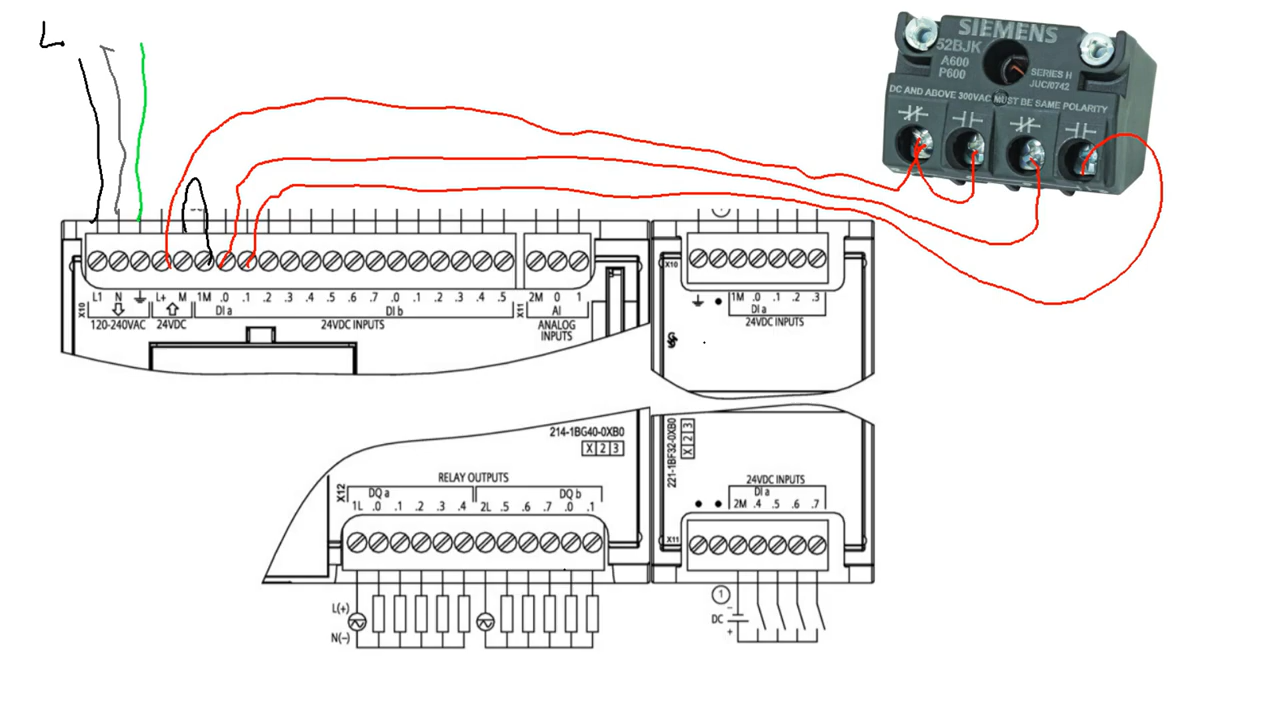 L
SIEMENS
52BJK
A600
P600
SERIES H
JUC/0742
DC AND ABOVE 300VAC MUST BE SAME POLARITY
X10
L1 N L+ M 1M .0 .1 .2 .3 .4 .5 .6 .7 .0 .1 .2 .3 .4 .5
120-240VAC 24VDC DI a DI b
24VDC INPUTS
X11
2M 0 1
AI
ANALOG
INPUTS
X10
1M .0 .1 .2 .3
DI a
24VDC INPUTS
214-1BG40-0XB0
X 2 3
RELAY OUTPUTS
X12
DQ a DQ b
1L .0 .1 .2 .3 .4 2L .5 .6 .7 .0 .1
L(+)
N(−)
221-1BF32-0XB0
X 2 3
24VDC INPUTS
DI a
2M .4 .5 .6 .7
X11
1
DC
−
+